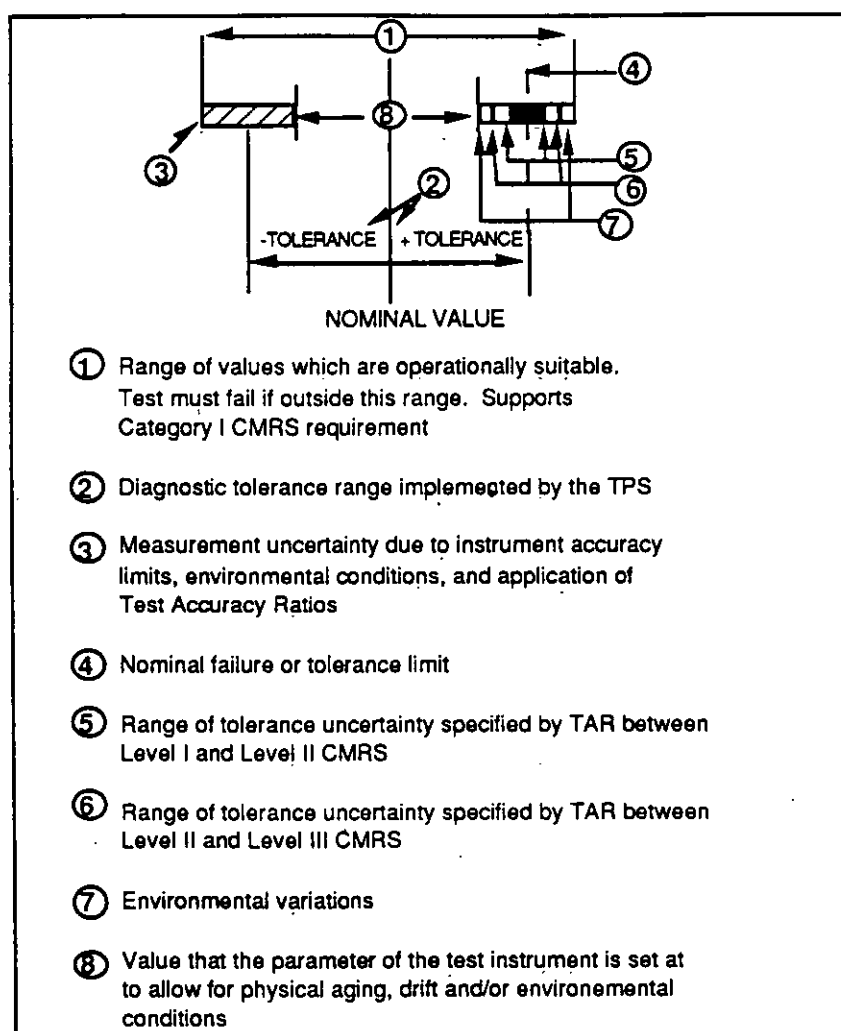 1
4
8
3
5
2
6
7
-TOLERANCE + TOLERANCE
NOMINAL VALUE
1 Range of values which are operationally suitable.
Test must fail if outside this range. Supports
Category I CMRS requirement
2 Diagnostic tolerance range implemented by the TPS
3 Measurement uncertainty due to instrument accuracy
limits, environmental conditions, and application of
Test Accuracy Ratios
4 Nominal failure or tolerance limit
5 Range of tolerance uncertainty specified by TAR between
Level I and Level II CMRS
6 Range of tolerance uncertainty specified by TAR between
Level II and Level III CMRS
7 Environmental variations
8 Value that the parameter of the test instrument is set at
to allow for physical aging, drift and/or environemental
conditions